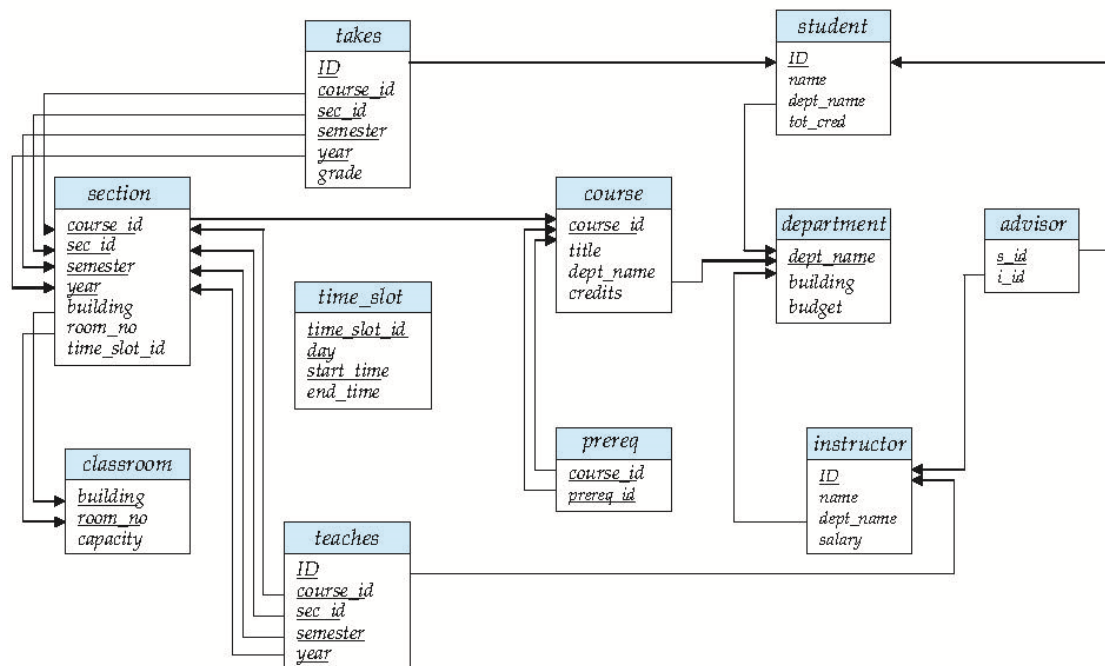 takes
ID
course_id
sec_id
semester
year
grade
student
ID
name
dept_name
tot_cred
section
course_id
sec_id
semester
year
building
room_no
time_slot_id
course
course_id
title
dept_name
credits
department
dept_name
building
budget
advisor
s_id
i_id
time_slot
time_slot_id
day
start_time
end_time
prereq
course_id
prereq_id
instructor
ID
name
dept_name
salary
classroom
building
room_no
capacity
teaches
ID
course_id
sec_id
semester
year